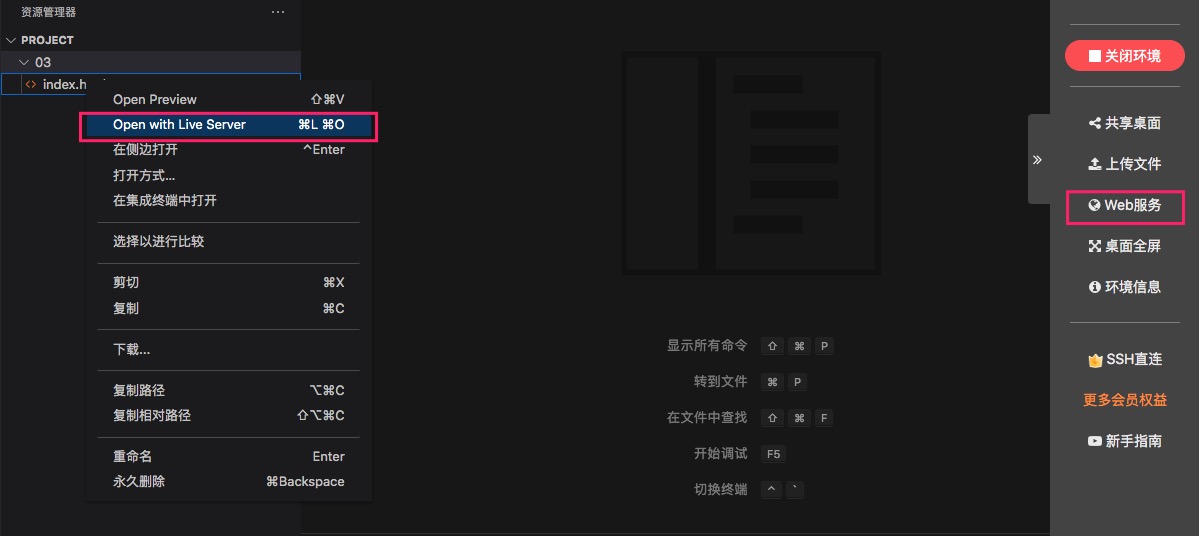 资源管理器 ···
PROJECT
03
index.h
Open Preview ⇧⌘V
Open with Live Server ⌘L ⌘O
在侧边打开 ^Enter
打开方式...
在集成终端中打开
选择以进行比较
剪切 ⌘X
复制 ⌘C
下载...
复制路径 ⌥⌘C
复制相对路径 ⇧⌥⌘C
重命名 Enter
永久删除 ⌘Backspace
显示所有命令 ⇧ ⌘ P
转到文件 ⌘ P
在文件中查找 ⇧ ⌘ F
开始调试 F5
切换终端 ^ `
关闭环境
共享桌面
上传文件
Web服务
桌面全屏
环境信息
SSH直连
更多会员权益
新手指南